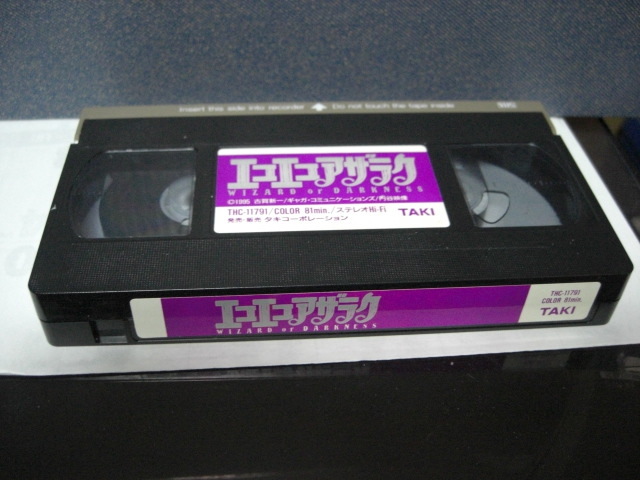 Insert this side into recorder Do not touch the tape inside VHS
エコエコアザラク
WIZARD OF DARKNESS
©1995 古賀新一/ギャガ・コミュニケーションズ/円谷映像
THC-11791/COLOR 81min./ステレオHi-Fi
発売・販売 タキコーポレーション
TAKI
エコエコアザラク
WIZARD OF DARKNESS
THC-11791
COLOR 81min.
TAKI